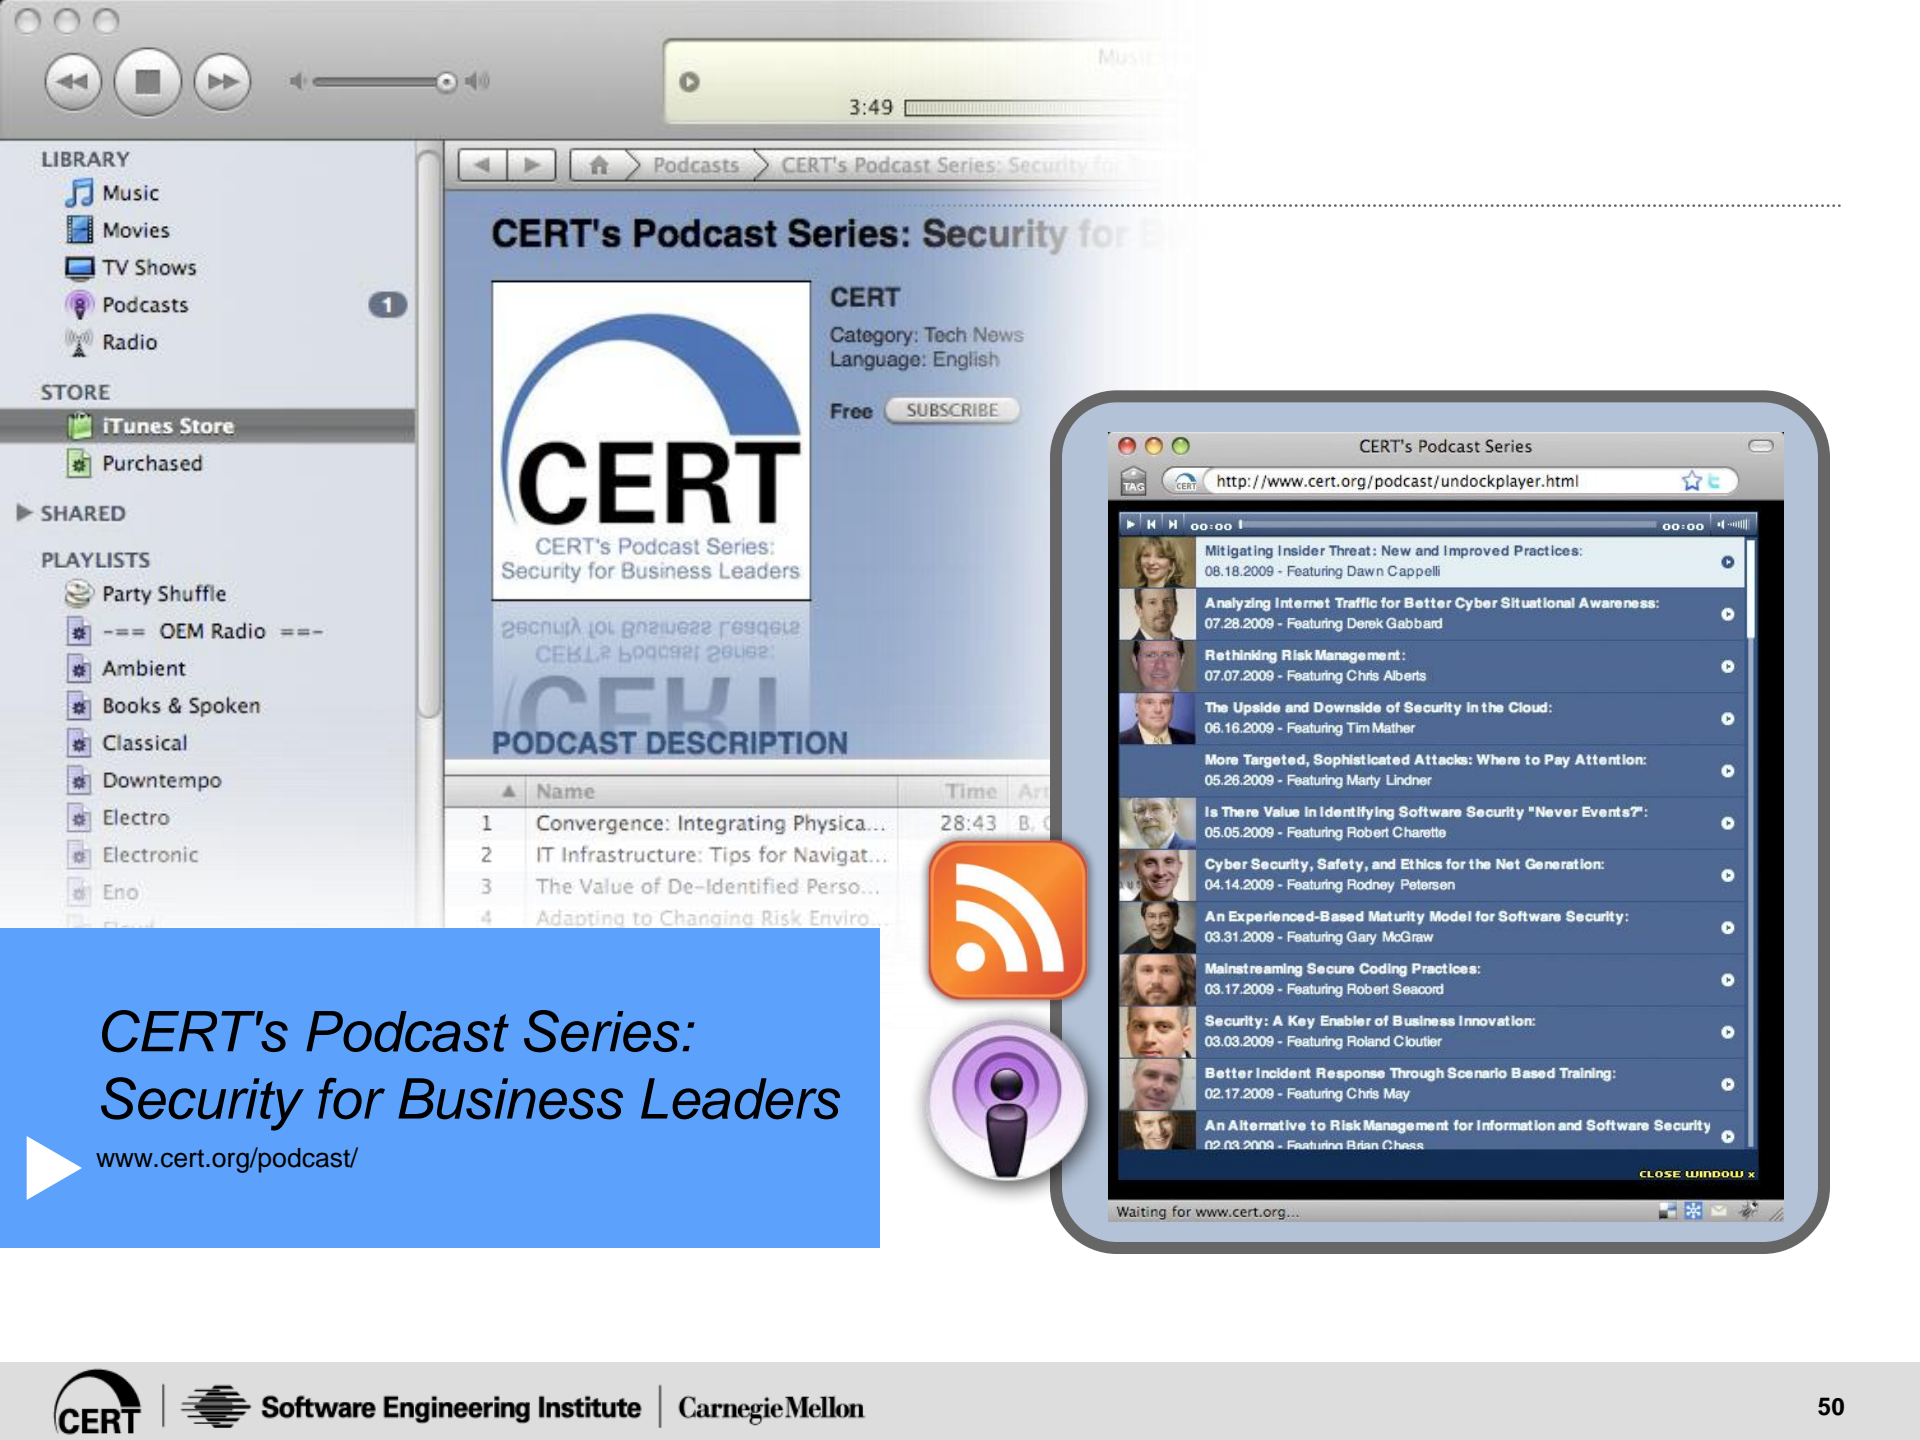 3:49
LIBRARY
Music
Movies
TV Shows
Podcasts
1
Radio
STORE
iTunes Store
Purchased
SHARED
PLAYLISTS
Party Shuffle
-== OEM Radio ==-
Ambient
Books & Spoken
Classical
Downtempo
Electro
Electronic
Eno
Podcasts
CERT's Podcast Series: Security for
CERT's Podcast Series: Security for
CERT
CERT's Podcast Series:
Security for Business Leaders
CERT
Category: Tech News
Language: English
Free SUBSCRIBE
PODCAST DESCRIPTION
Name Time
1 Convergence: Integrating Physica... 28:43
2 IT Infrastructure: Tips for Navigat...
3 The Value of De-Identified Perso...
4 Adapting to Changing Risk Enviro...
CERT's Podcast Series
TAG CERT http://www.cert.org/podcast/undockplayer.html
00:00 00:00
Mitigating Insider Threat: New and Improved Practices:
08.18.2009 - Featuring Dawn Cappelli
Analyzing Internet Traffic for Better Cyber Situational Awareness:
07.28.2009 - Featuring Derek Gabbard
Rethinking Risk Management:
07.07.2009 - Featuring Chris Alberts
The Upside and Downside of Security in the Cloud:
06.16.2009 - Featuring Tim Mather
More Targeted, Sophisticated Attacks: Where to Pay Attention:
05.26.2009 - Featuring Marty Lindner
Is There Value in Identifying Software Security "Never Events?":
05.05.2009 - Featuring Robert Charette
Cyber Security, Safety, and Ethics for the Net Generation:
04.14.2009 - Featuring Rodney Petersen
An Experienced-Based Maturity Model for Software Security:
03.31.2009 - Featuring Gary McGraw
Mainstreaming Secure Coding Practices:
03.17.2009 - Featuring Robert Seacord
Security: A Key Enabler of Business Innovation:
03.03.2009 - Featuring Roland Cloutier
Better Incident Response Through Scenario Based Training:
02.17.2009 - Featuring Chris May
An Alternative to Risk Management for Information and Software Security
02.03.2009 - Featuring Brian Chess
CLOSE WINDOW x
Waiting for www.cert.org...
CERT's Podcast Series:
Security for Business Leaders
www.cert.org/podcast/
CERT
Software Engineering Institute
Carnegie Mellon
50